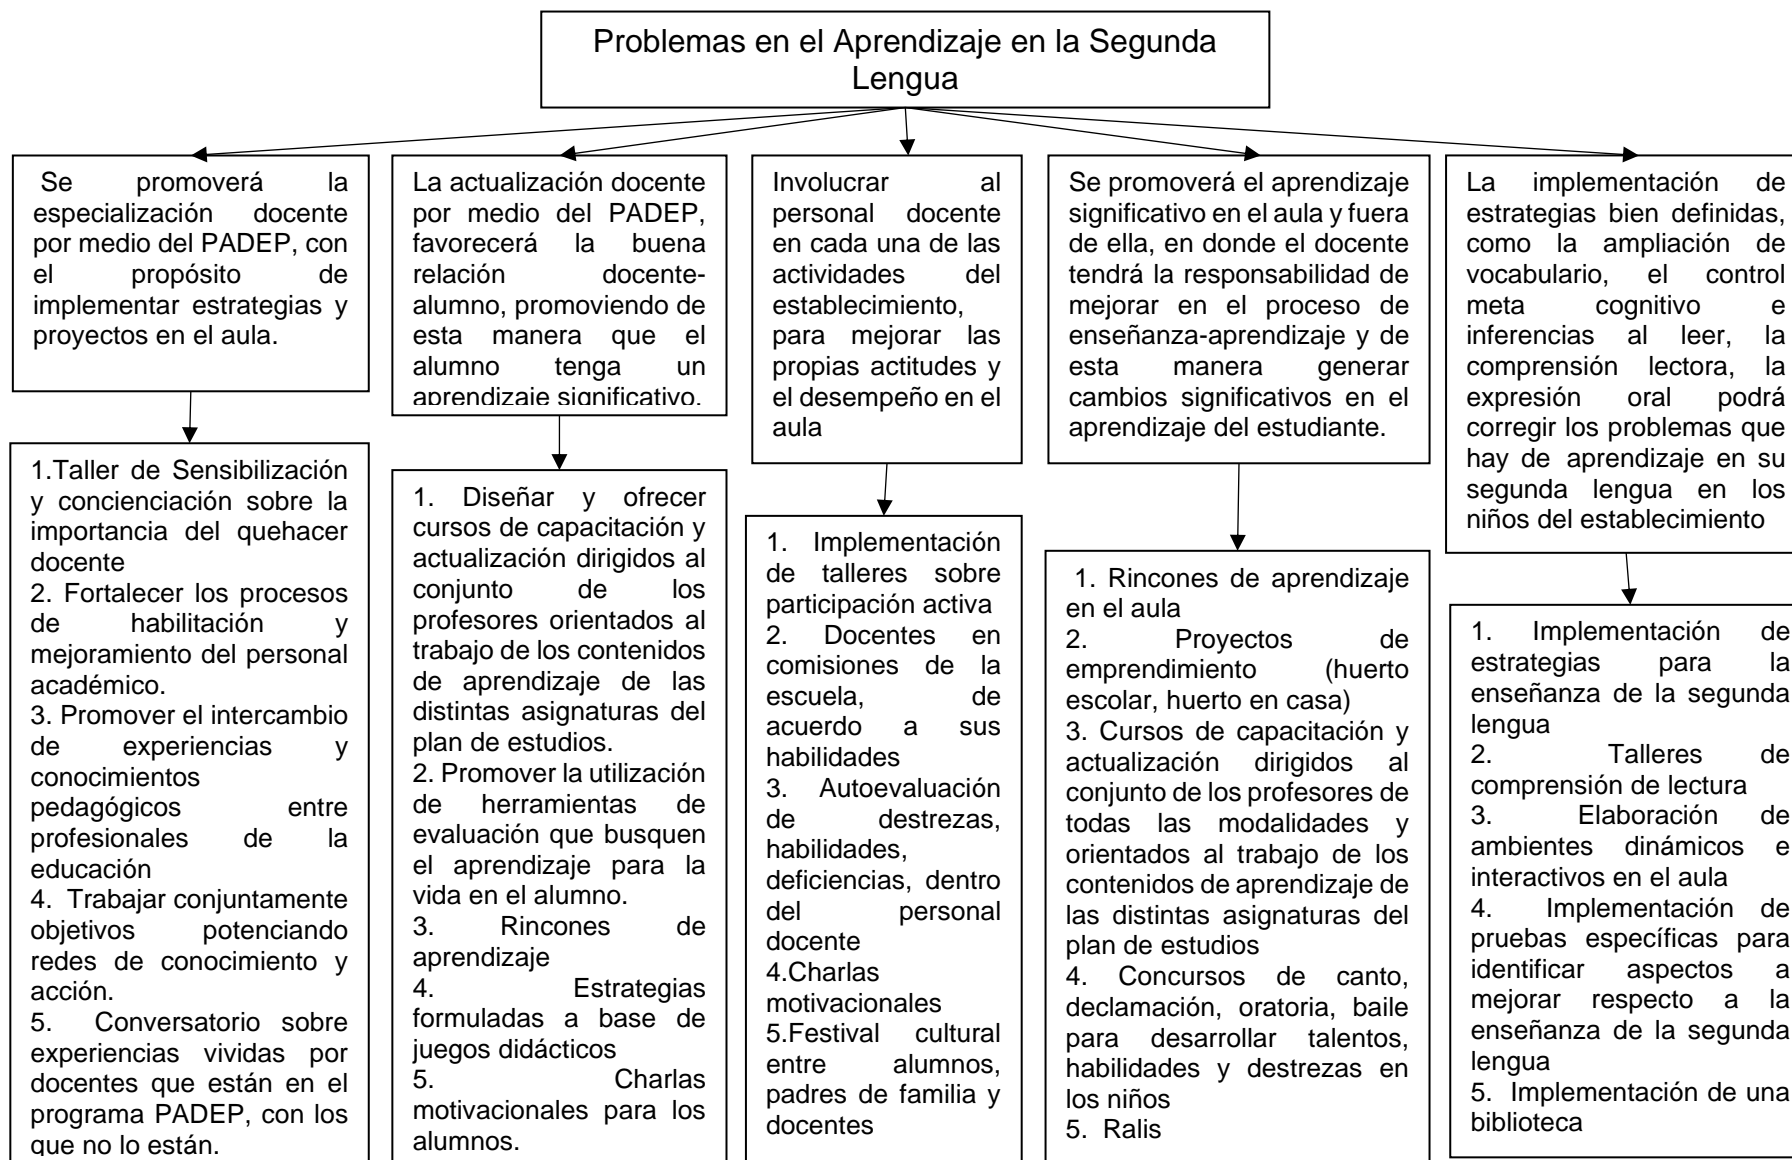 Problemas en el Aprendizaje en la Segunda
Lengua
Se promoverá la
especialización docente
por medio del PADEP, con
el propósito de
implementar estrategias y
proyectos en el aula.
La actualización docente
por medio del PADEP,
favorecerá la buena
relación docente-
alumno, promoviendo de
esta manera que el
alumno tenga un
aprendizaje significativo.
Involucrar al
personal docente
en cada una de las
actividades del
establecimiento,
para mejorar las
propias actitudes y
el desempeño en el
aula
Se promoverá el aprendizaje
significativo en el aula y fuera
de ella, en donde el docente
tendrá la responsabilidad de
mejorar en el proceso de
enseñanza-aprendizaje y de
esta manera generar
cambios significativos en el
aprendizaje del estudiante.
La implementación de
estrategias bien definidas,
como la ampliación de
vocabulario, el control
meta cognitivo e
inferencias al leer, la
comprensión lectora, la
expresión oral podrá
corregir los problemas que
hay de aprendizaje en su
segunda lengua en los
niños del establecimiento
1.Taller de Sensibilización
y concienciación sobre la
importancia del quehacer
docente
2. Fortalecer los procesos
de habilitación y
mejoramiento del personal
académico.
3. Promover el intercambio
de experiencias y
conocimientos
pedagógicos entre
profesionales de la
educación
4. Trabajar conjuntamente
objetivos potenciando
redes de conocimiento y
acción.
5. Conversatorio sobre
experiencias vividas por
docentes que están en el
programa PADEP, con los
que no lo están.
1. Diseñar y ofrecer
cursos de capacitación y
actualización dirigidos al
conjunto de los
profesores orientados al
trabajo de los contenidos
de aprendizaje de las
distintas asignaturas del
plan de estudios.
2. Promover la utilización
de herramientas de
evaluación que busquen
el aprendizaje para la
vida en el alumno.
3. Rincones de
aprendizaje
4. Estrategias
formuladas a base de
juegos didácticos
5. Charlas
motivacionales para los
alumnos.
1. Implementación
de talleres sobre
participación activa
2. Docentes en
comisiones de la
escuela, de
acuerdo a sus
habilidades
3. Autoevaluación
de destrezas,
habilidades,
deficiencias, dentro
del personal
docente
4.Charlas
motivacionales
5.Festival cultural
entre alumnos,
padres de familia y
docentes
1. Rincones de aprendizaje
en el aula
2. Proyectos de
emprendimiento (huerto
escolar, huerto en casa)
3. Cursos de capacitación y
actualización dirigidos al
conjunto de los profesores de
todas las modalidades y
orientados al trabajo de los
contenidos de aprendizaje de
las distintas asignaturas del
plan de estudios
4. Concursos de canto,
declamación, oratoria, baile
para desarrollar talentos,
habilidades y destrezas en
los niños
5. Ralis
1. Implementación de
estrategias para la
enseñanza de la segunda
lengua
2. Talleres de
comprensión de lectura
3. Elaboración de
ambientes dinámicos e
interactivos en el aula
4. Implementación de
pruebas específicas para
identificar aspectos a
mejorar respecto a la
enseñanza de la segunda
lengua
5. Implementación de una
biblioteca